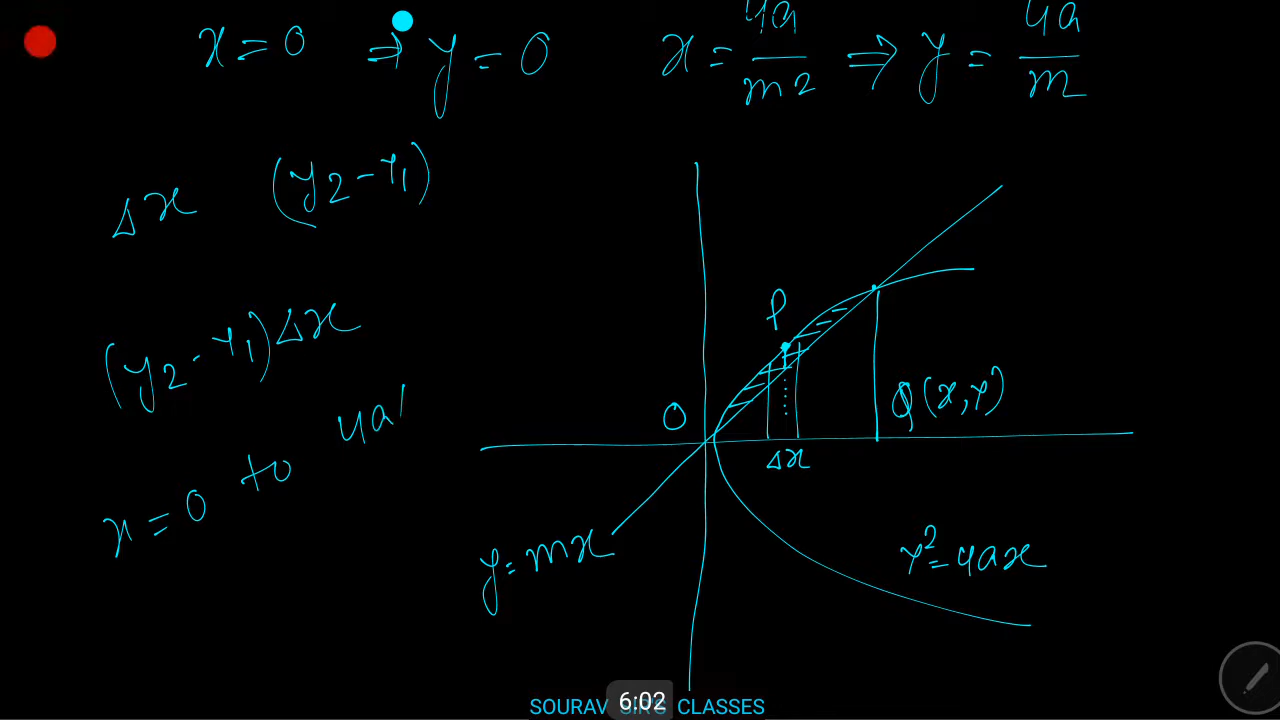 x = 0 ⇒ y = 0 x = 4a/m2 ⇒ y = 4a/m
Δx (y2 - y1)
P
(y2 - y1)Δx
Q(x, y)
O
x = 0 to 4a
Δx
y = mx
y² = 4ax
6:02
SOURAV SIR'S CLASSES